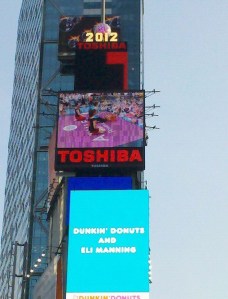 2012
TOSHIBA
TOSHIBA
DUNKIN' DONUTS
AND
ELI MANNING
DUNKIN' DONUTS